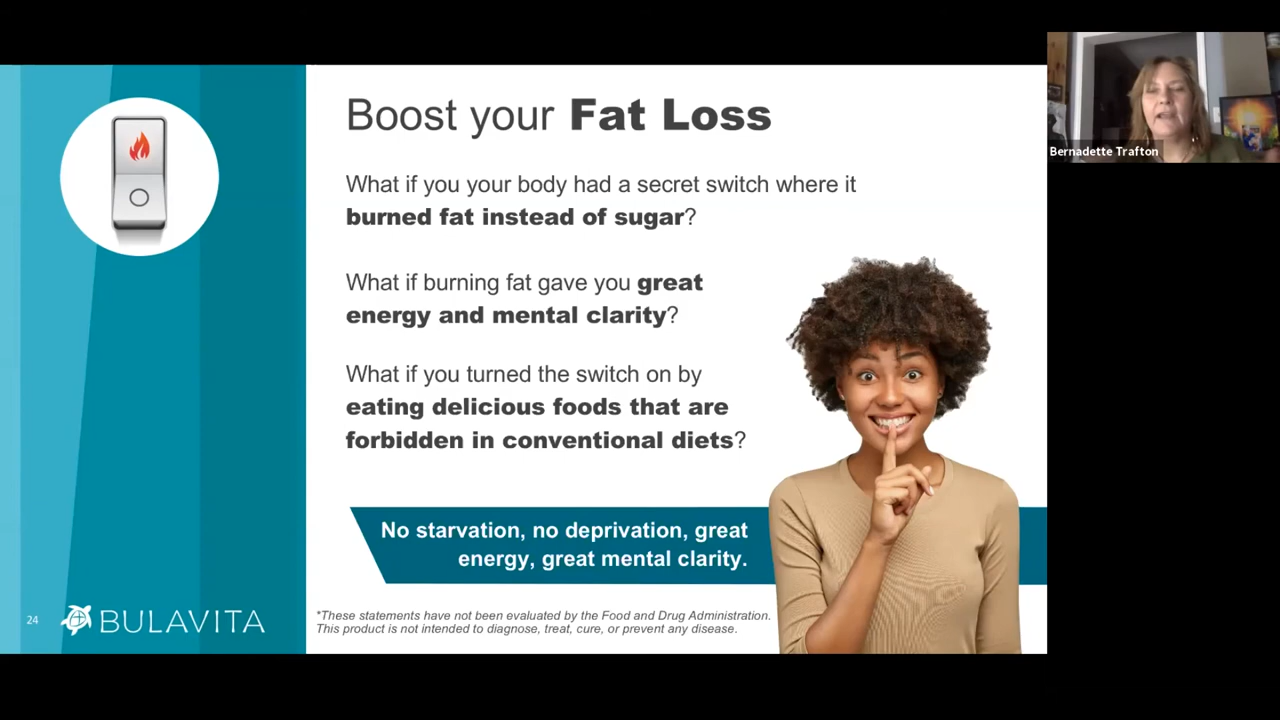 Boost your Fat Loss
What if you your body had a secret switch where it
burned fat instead of sugar?
What if burning fat gave you great
energy and mental clarity?
What if you turned the switch on by
eating delicious foods that are
forbidden in conventional diets?
No starvation, no deprivation, great
energy, great mental clarity.
*These statements have not been evaluated by the Food and Drug Administration.
This product is not intended to diagnose, treat, cure, or prevent any disease.
24
BULAVITA
Bernadette Trafton